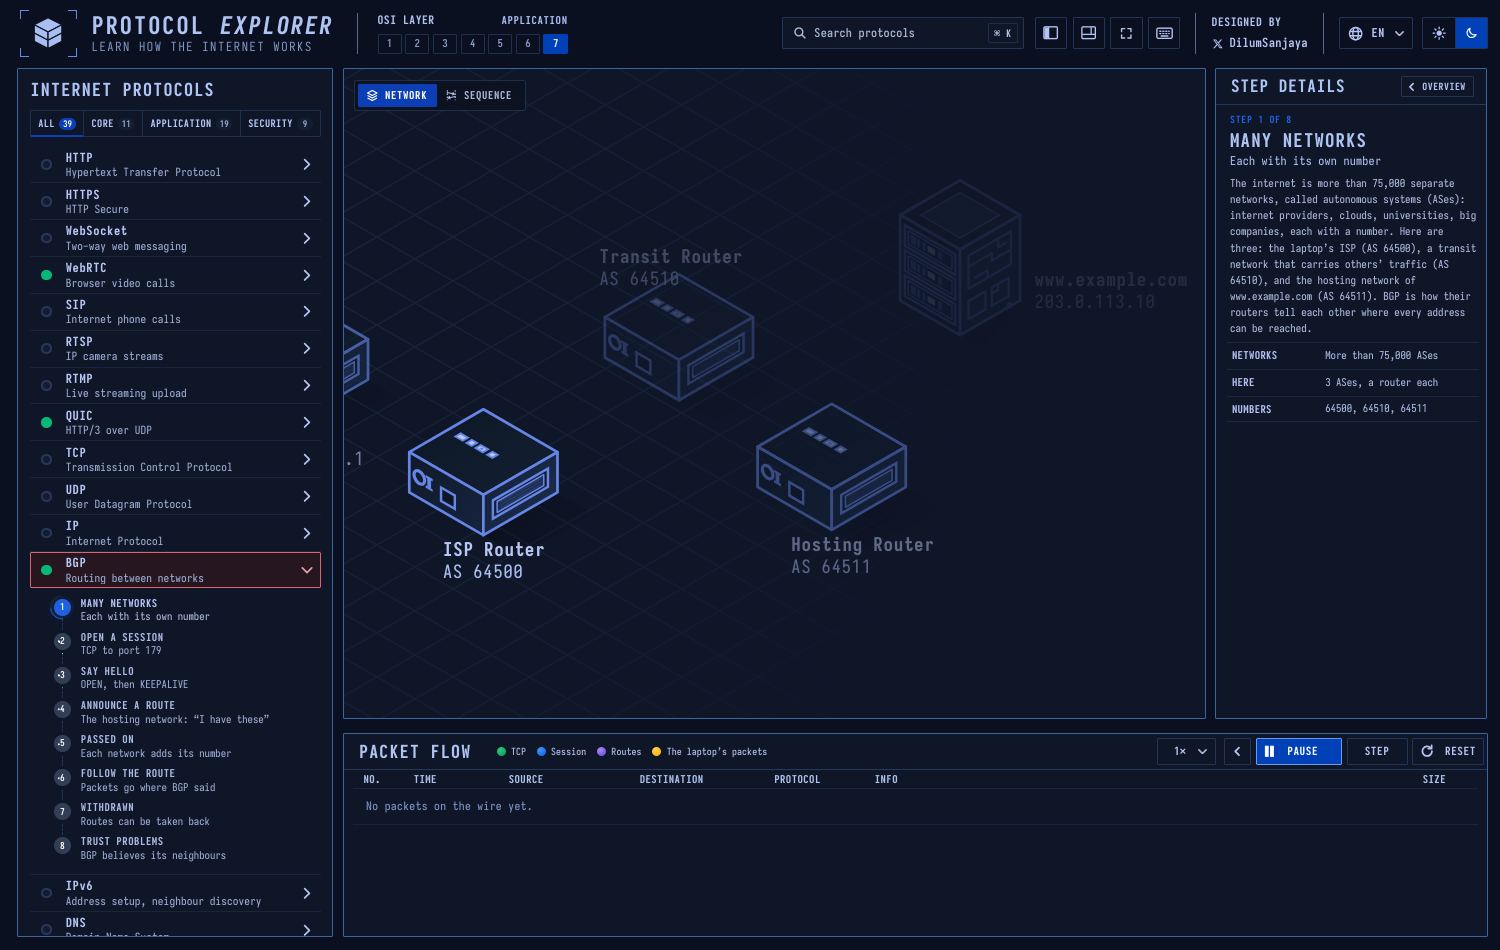 PROTOCOL EXPLORER
LEARN HOW THE INTERNET WORKS
OSI LAYER
APPLICATION
1 2 3 4 5 6 7
Search protocols
⌘ K
DESIGNED BY
X DilumSanjaya
EN
INTERNET PROTOCOLS
ALL 39 CORE 11 APPLICATION 19 SECURITY 9
HTTP
Hypertext Transfer Protocol
HTTPS
HTTP Secure
WebSocket
Two-way web messaging
WebRTC
Browser video calls
SIP
Internet phone calls
RTSP
IP camera streams
RTMP
Live streaming upload
QUIC
HTTP/3 over UDP
TCP
Transmission Control Protocol
UDP
User Datagram Protocol
IP
Internet Protocol
BGP
Routing between networks
1 MANY NETWORKS
Each with its own number
2 OPEN A SESSION
TCP to port 179
3 SAY HELLO
OPEN, then KEEPALIVE
4 ANNOUNCE A ROUTE
The hosting network: “I have these”
5 PASSED ON
Each network adds its number
6 FOLLOW THE ROUTE
Packets go where BGP said
7 WITHDRAWN
Routes can be taken back
8 TRUST PROBLEMS
BGP believes its neighbours
IPv6
Address setup, neighbour discovery
DNS
Domain Name System
NETWORK SEQUENCE
Transit Router
AS 64510
www.example.com
203.0.113.10
.1
ISP Router
AS 64500
Hosting Router
AS 64511
STEP DETAILS
OVERVIEW
STEP 1 OF 8
MANY NETWORKS
Each with its own number
The internet is more than 75,000 separate
networks, called autonomous systems (ASes):
internet providers, clouds, universities, big
companies, each with a number. Here are
three: the laptop’s ISP (AS 64500), a transit
network that carries others’ traffic (AS
64510), and the hosting network of
www.example.com (AS 64511). BGP is how their
routers tell each other where every address
can be reached.
NETWORKS More than 75,000 ASes
HERE 3 ASes, a router each
NUMBERS 64500, 64510, 64511
PACKET FLOW
TCP Session Routes The laptop’s packets
1×
PAUSE
STEP
RESET
NO. TIME SOURCE DESTINATION PROTOCOL INFO SIZE
No packets on the wire yet.